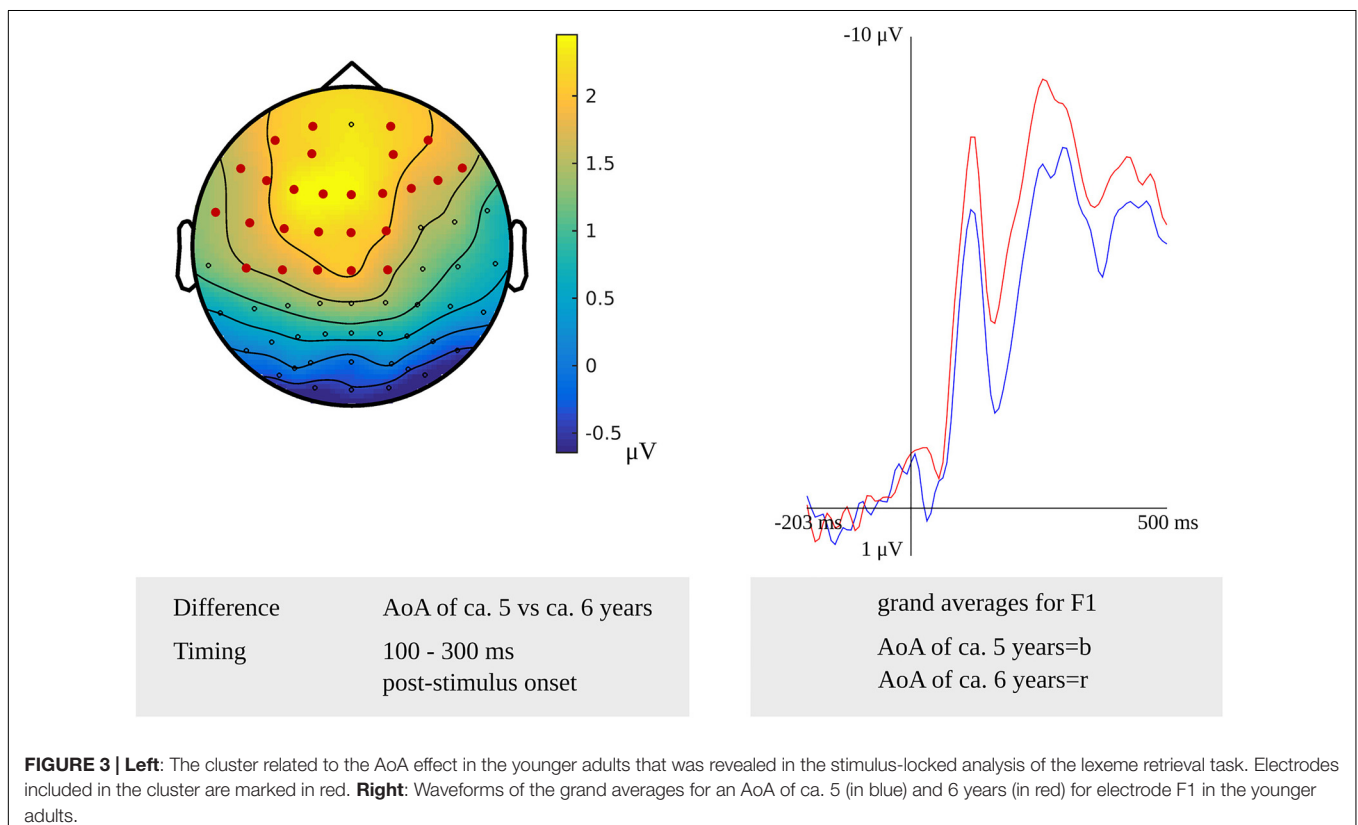 2
1.5
1
0.5
0
-0.5
μV
-10 μV
-203 ms
500 ms
1 μV
Difference AoA of ca. 5 vs ca. 6 years
Timing 100 - 300 ms
post-stimulus onset
grand averages for F1
AoA of ca. 5 years=b
AoA of ca. 6 years=r
FIGURE 3 | Left: The cluster related to the AoA effect in the younger adults that was revealed in the stimulus-locked analysis of the lexeme retrieval task. Electrodes
included in the cluster are marked in red. Right: Waveforms of the grand averages for an AoA of ca. 5 (in blue) and 6 years (in red) for electrode F1 in the younger
adults.